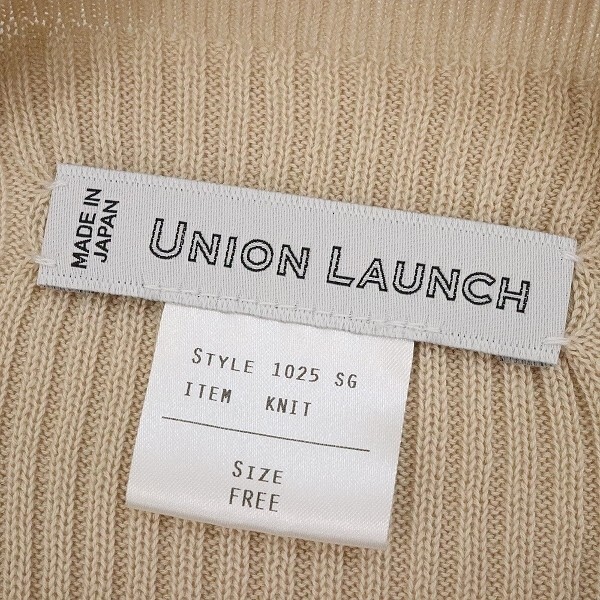 MADE IN
JAPAN
UNION LAUNCH
STYLE 1025 SG
ITEM KNIT
SIZE
FREE